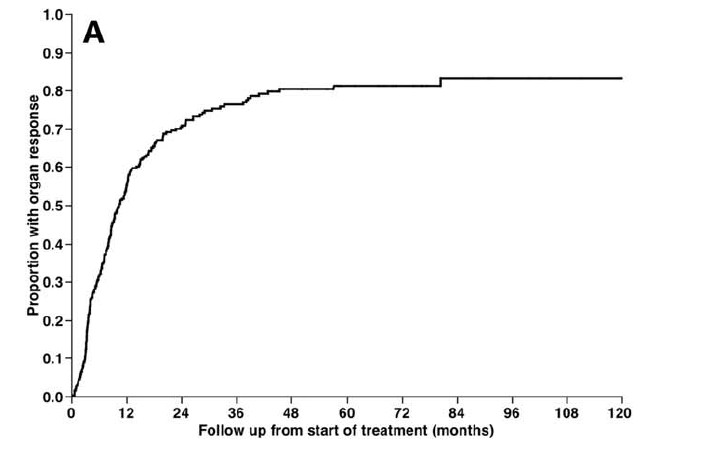 A
Proportion with organ response
1.0
0.9
0.8
0.7
0.6
0.5
0.4
0.3
0.2
0.1
0.0
0 12 24 36 48 60 72 84 96 108 120
Follow up from start of treatment (months)